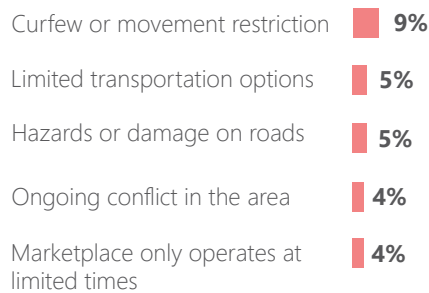 Curfew or movement restriction 9%
Limited transportation options 5%
Hazards or damage on roads 5%
Ongoing conflict in the area 4%
Marketplace only operates at 4%
limited times